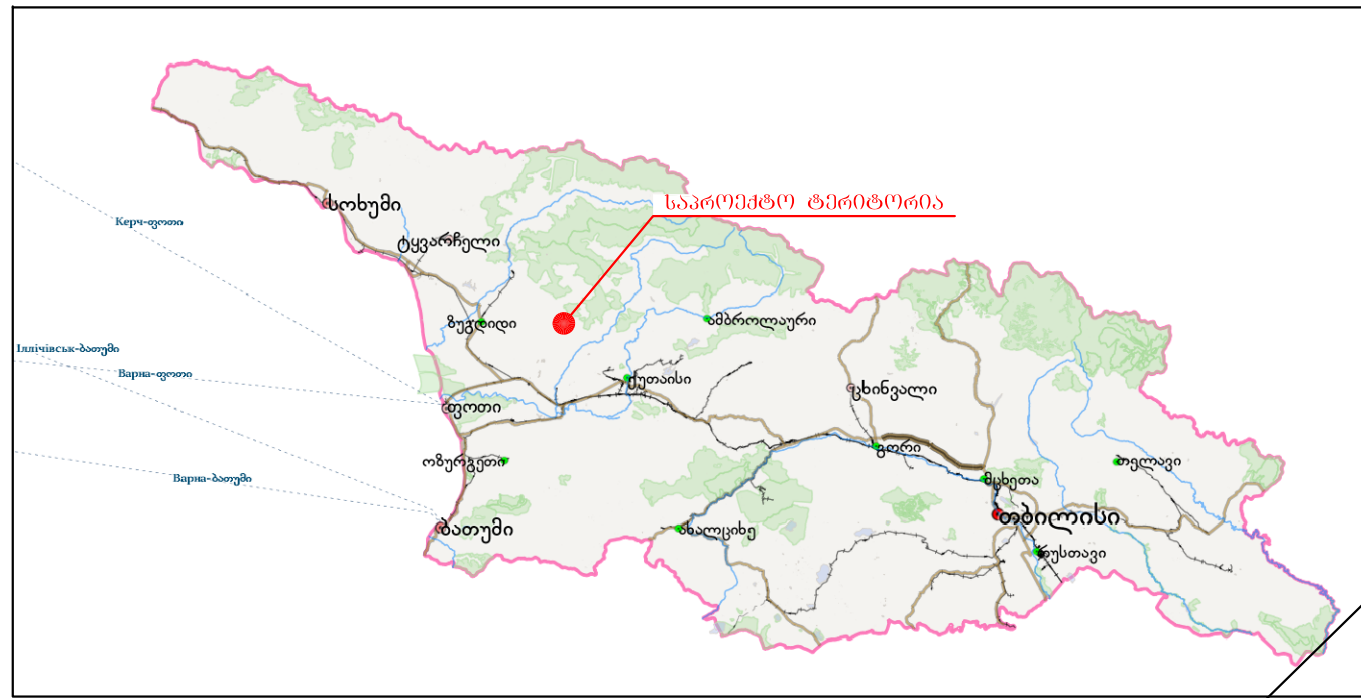 საპროექტო ტერიტორია
სოხუმი
Керч-ფოთი
ტყვარჩელი
ზუგდიდი
ამბროლაური
Іллічівськ-ბათუმი
Варна-ფოთი
ქუთაისი
ცხინვალი
ფოთი
გორი
ოზურგეთი
თელავი
Варна-ბათუმი
მცხეთა
თბილისი
ბათუმი
ახალციხე
რუსთავი